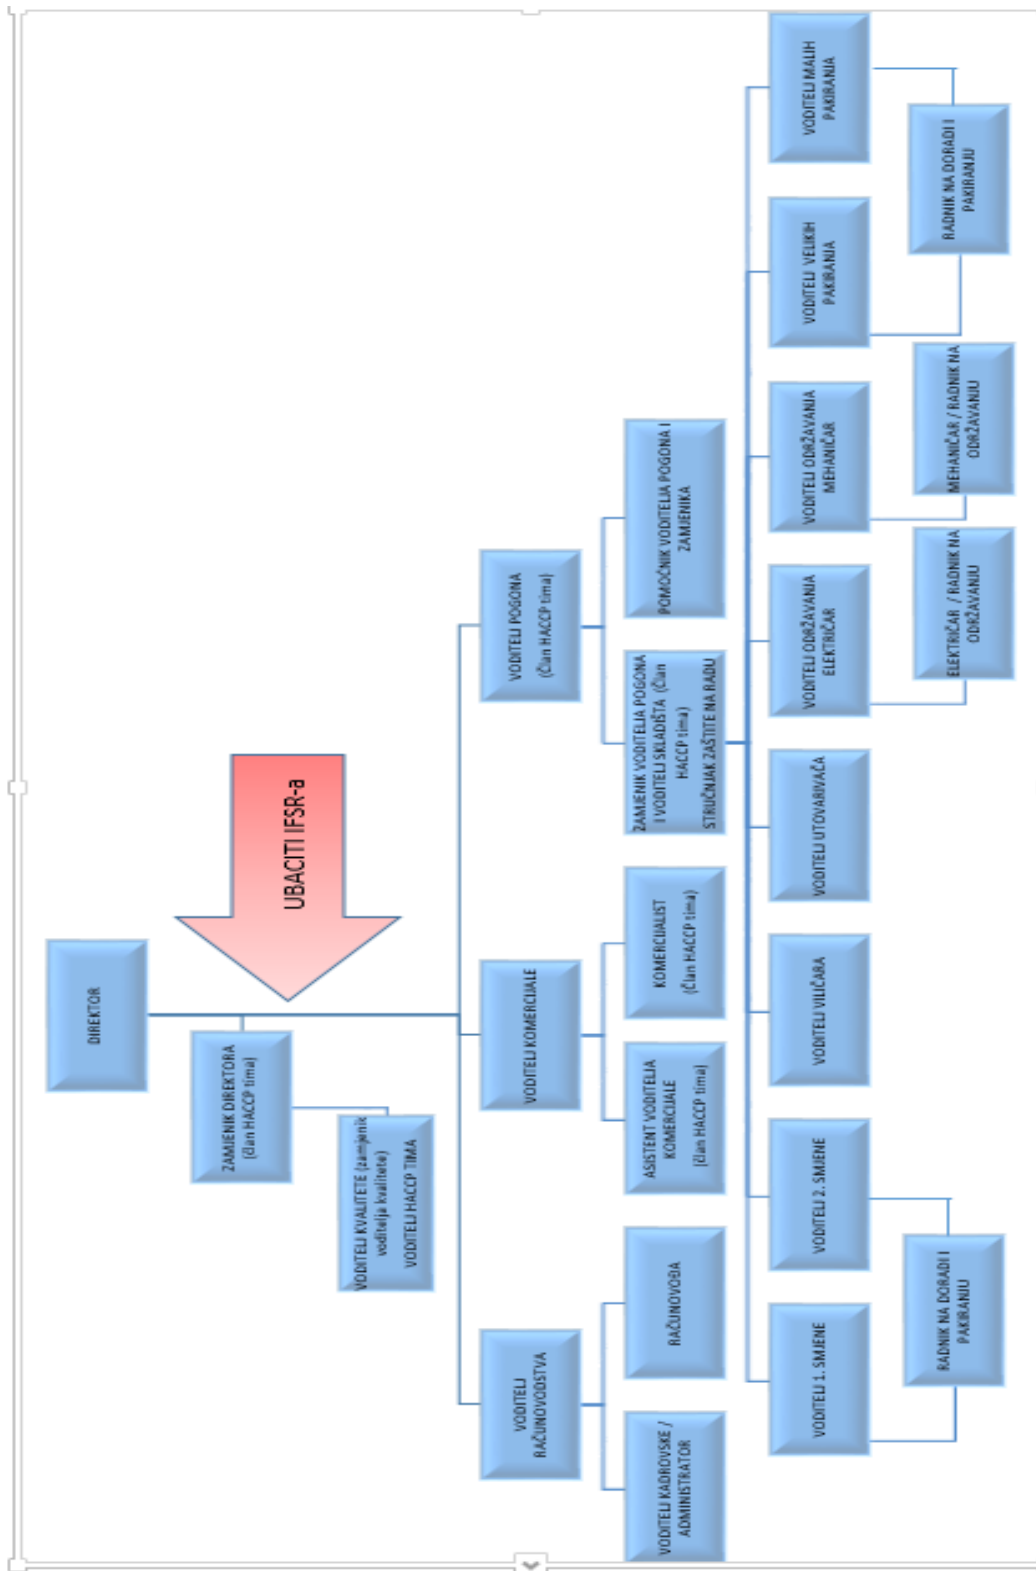 DIREKTOR
UBACITI IFSR-a
ZAMJENIK DIREKTORA
(član HACCP tima)
VODITELJ KVALITETE (zamjenik
voditelja kvalitete)
VODITELJ HACCP TIMA
VODITELJ
RAČUNOVODSTVA
VODITELJ KOMERCIJALE
VODITELJ POGONA
(Član HACCP tima)
VODITELJ KADROVSKE /
ADMINISTRATOR
RAČUNOVOĐA
ASISTENT VODITELJA
KOMERCIJALE
(član HACCP tima)
KOMERCIJALIST
(Član HACCP tima)
ZAMJENIK VODITELJA POGONA
I VODITELJ SKLADIŠTA (Član
HACCP tima)
STRUČNJAK ZAŠTITE NA RADU
POMOČNIK VODITELJA POGONA I
ZAMJENIKA
VODITELJ 1. SMJENE
VODITELJ 2. SMJENE
VODITELJ VILIČARA
VODITELJ UTOVARIVAČA
VODITELJ ODRŽAVANJA
ELEKTRIČAR
VODITELJ ODRŽAVANJA
MEHANIČAR
VODITELJ VELIKIH
PAKIRANJA
VODITELJ MALIH
PAKIRANJA
RADNIK NA DORADI I
PAKIRANJU
ELEKTRIČAR / RADNIK NA
ODRŽAVANJU
MEHANIČAR / RADNIK NA
ODRŽAVANJU
RADNIK NA DORADI I
PAKIRANJU